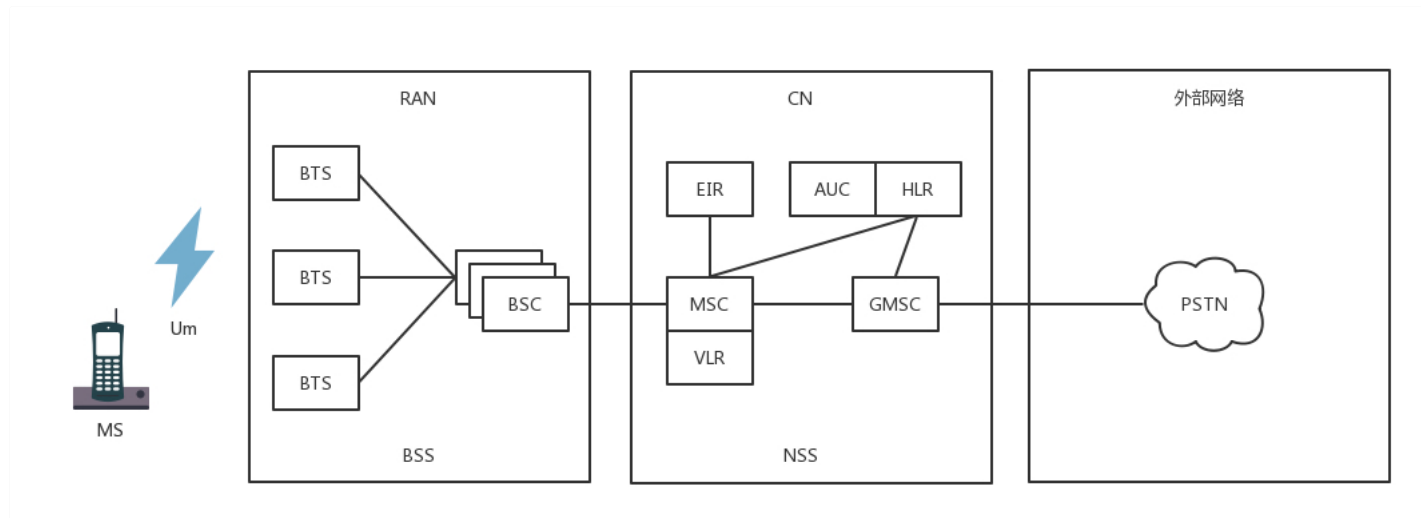 RAN
CN
外部网络
BTS
EIR
AUC
HLR
BTS
BSC
MSC
GMSC
PSTN
Um
VLR
BTS
MS
BSS
NSS